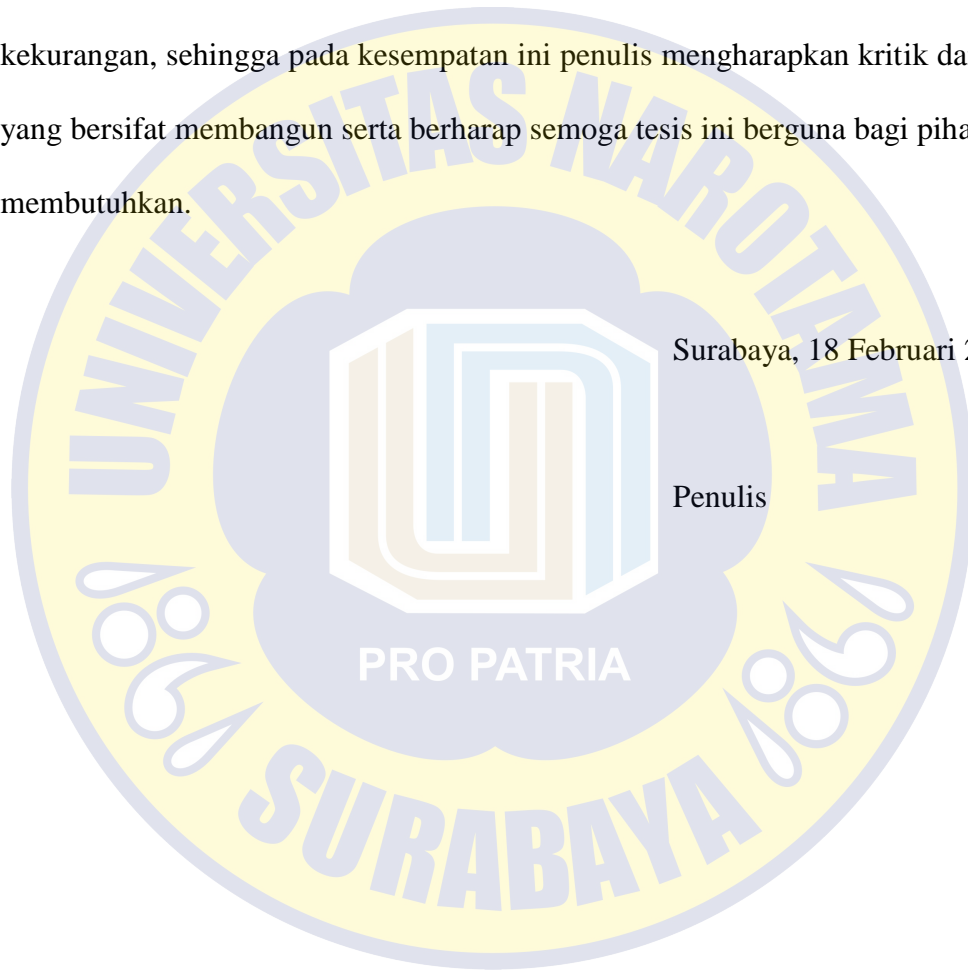 kekurangan, sehingga pada kesempatan ini penulis mengharapkan kritik da
yang bersifat membangun serta berharap semoga tesis ini berguna bagi piha
membutuhkan.
Surabaya, 18 Februari 2
Penulis
UNIVERSITAS NAROTAMA
PRO PATRIA
SURABAYA